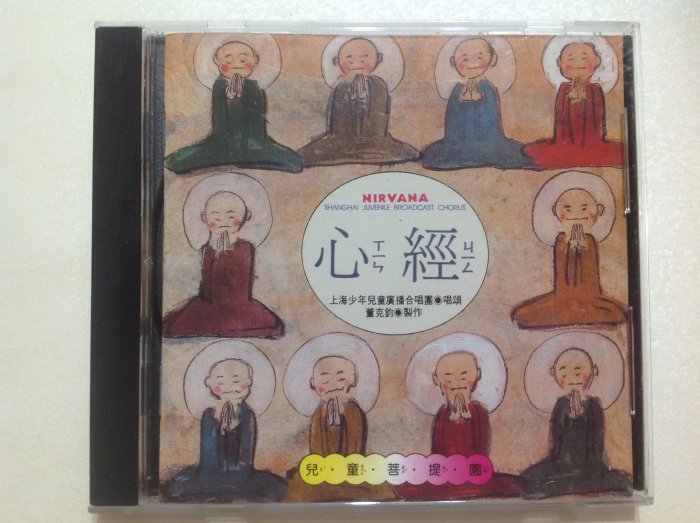 NIRVANA
SHANGHAI JUVENILE BROADCAST CHORUS
心ㄒㄧㄣ 經ㄐㄧㄥ
上海少年兒童廣播合唱團◉唱頌
董克鈞◉製作
兒・童・菩・提・園